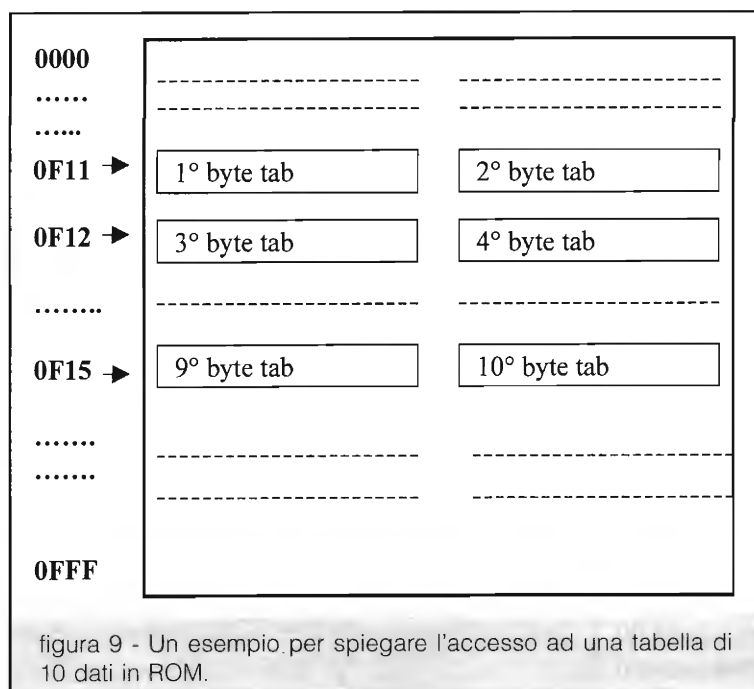 0000
......
......
0F11 1° byte tab 2° byte tab
0F12 3° byte tab 4° byte tab
........
0F15 9° byte tab 10° byte tab
.......
.......
0FFF
figura 9 - Un esempio per spiegare l'accesso ad una tabella di
10 dati in ROM.